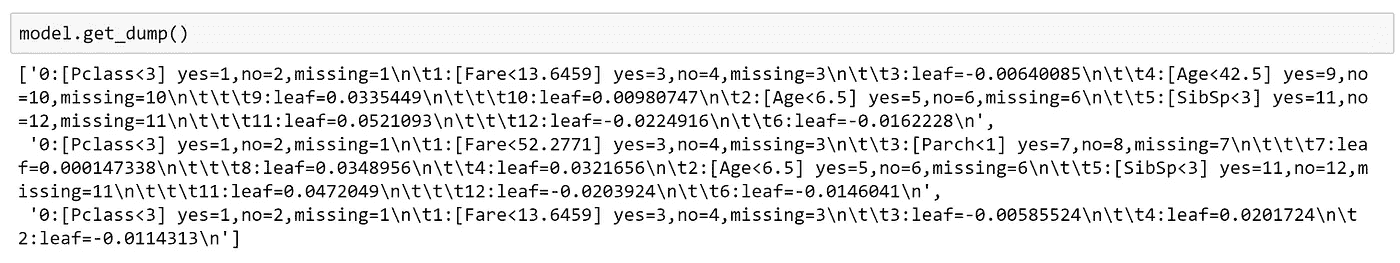 model.get_dump()
['0:[Pclass<3] yes=1,no=2,missing=1\n\t1:[Fare<13.6459] yes=3,no=4,missing=3\n\t\t3:leaf=-0.00640085\n\t\t4:[Age<42.5] yes=9,no
=10,missing=10\n\t\t\t9:leaf=0.0335449\n\t\t\t10:leaf=0.00980747\n\t2:[Age<6.5] yes=5,no=6,missing=6\n\t\t5:[SibSp<3] yes=11,no
=12,missing=11\n\t\t\t11:leaf=0.0521093\n\t\t\t12:leaf=-0.0224916\n\t\t6:leaf=-0.0162228\n',
'0:[Pclass<3] yes=1,no=2,missing=1\n\t1:[Fare<52.2771] yes=3,no=4,missing=3\n\t\t3:[Parch<1] yes=7,no=8,missing=7\n\t\t\t7:lea
f=0.000147338\n\t\t\t8:leaf=0.0348956\n\t\t4:leaf=0.0321656\n\t2:[Age<6.5] yes=5,no=6,missing=6\n\t\t5:[SibSp<3] yes=11,no=12,m
issing=11\n\t\t\t11:leaf=0.0472049\n\t\t\t12:leaf=-0.0203924\n\t\t6:leaf=-0.0146041\n',
'0:[Pclass<3] yes=1,no=2,missing=1\n\t1:[Fare<13.6459] yes=3,no=4,missing=3\n\t\t3:leaf=-0.00585524\n\t\t4:leaf=0.0201724\n\t
2:leaf=-0.0114313\n']